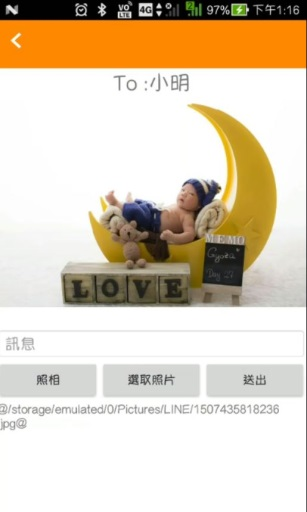 97% 下午1:16
To :小明
MEMO
LOVE
訊息
照相
選取照片
送出
@/storage/emulated/0/Pictures/LINE/1507435818236
jpg@